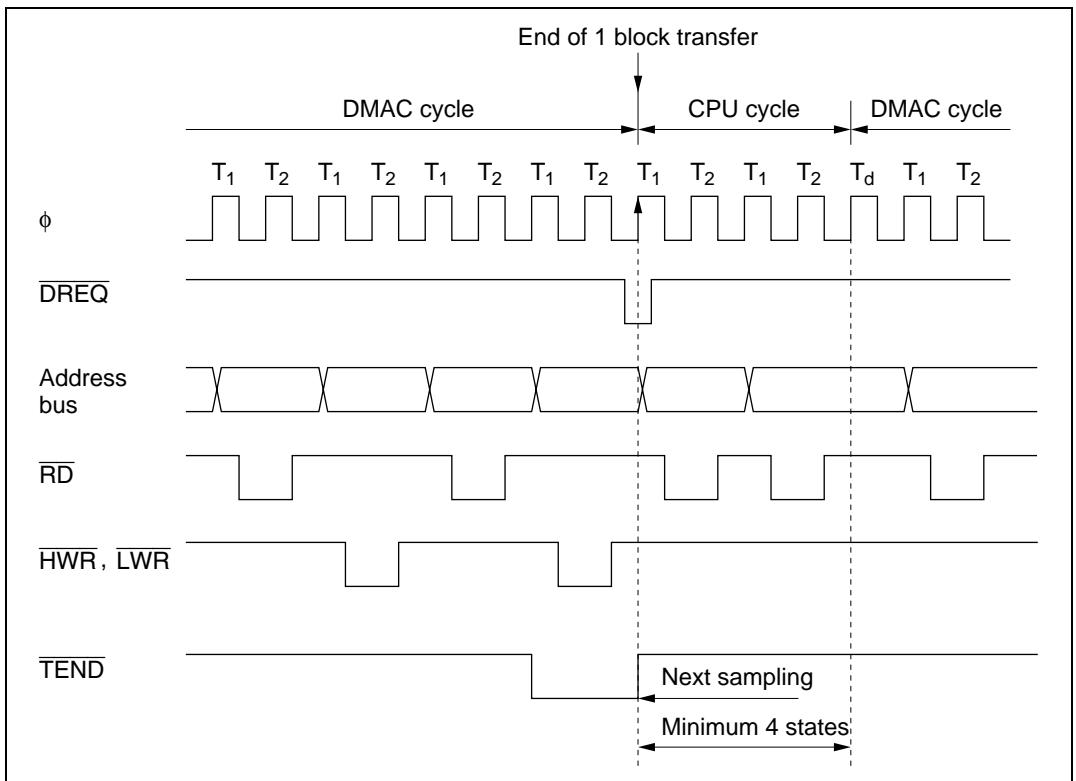 End of 1 block transfer
DMAC cycle CPU cycle DMAC cycle
T1 T2 T1 T2 T1 T2 T1 T2 T1 T2 T1 T2 Td T1 T2
φ
DREQ
Address
bus
RD
HWR, LWR
TEND
Next sampling
Minimum 4 states